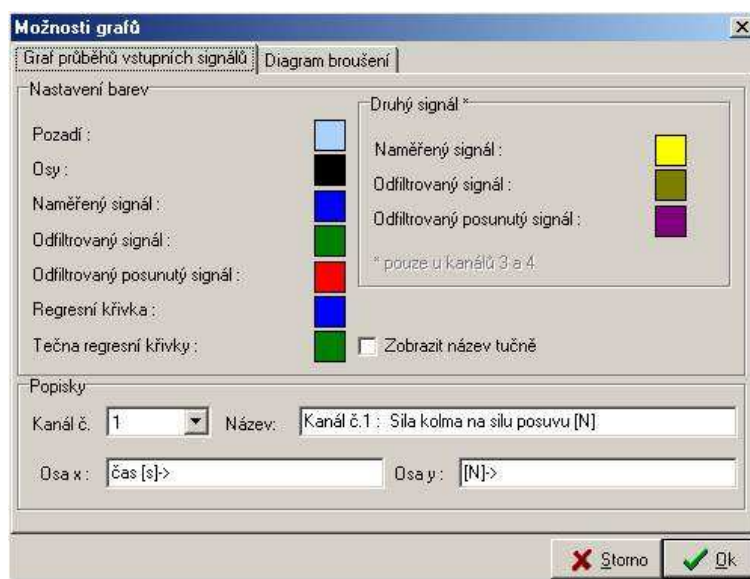 Možnosti grafů
Graf průběhů vstupních signálů
Diagram broušení
Nastavení barev
Pozadí :
Osy :
Naměřený signál :
Odfiltrovaný signál :
Odfiltrovaný posunutý signál :
Regresní křivka :
Tečna regresní křivky :
Druhý signál *
Naměřený signál :
Odfiltrovaný signál :
Odfiltrovaný posunutý signál :
* pouze u kanálů 3 a 4
Zobrazit název tučně
Popisky
Kanál č. 1 Název: Kanál č.1 : Sila kolma na silu posuvu [N]
Osa x : čas [s]-> Osa y : [N]->
Storno Ok